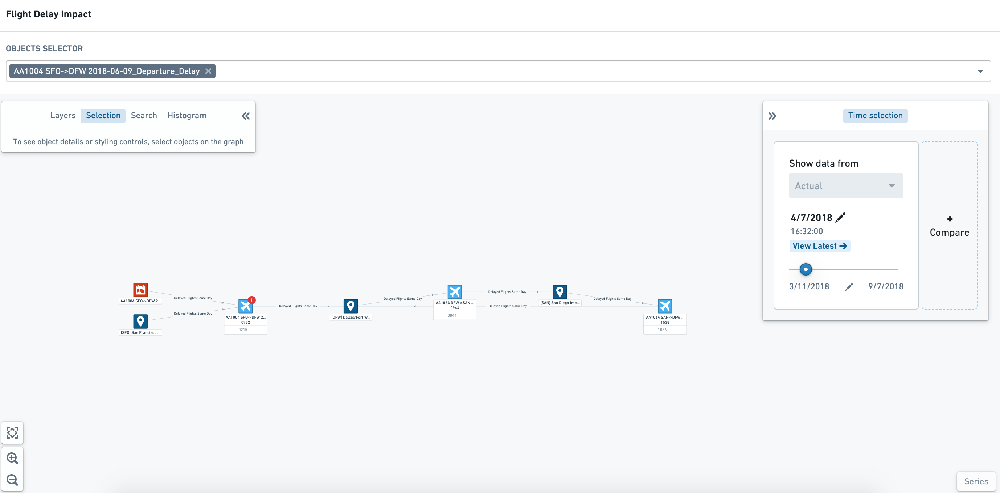 Flight Delay Impact
OBJECTS SELECTOR
AA1004 SFO->DFW 2018-06-09_Departure_Delay
Layers Selection Search Histogram
To see object details or styling controls, select objects on the graph
Time selection
Show data from
Actual
4/7/2018
16:32:00
View Latest
3/11/2018 9/7/2018
+
Compare
AA1004 SFO->DFW 2...
[SFO] San Francisco ...
Delayed Flights Same Day
Delayed Flights Same Day
1
AA1004 SFO->DFW 2...
0732
0215
Delayed Flights Same Day
[DFW] Dallas/Fort W...
Delayed Flights Same Day
AA1064 DFW->SAN ...
0944
0844
Delayed Flights Same Day
Delayed Flights Same Day
[SAN] San Diego Inte...
Delayed Flights Same Day
AA1064 SAN->DFW ...
1538
1036
Series